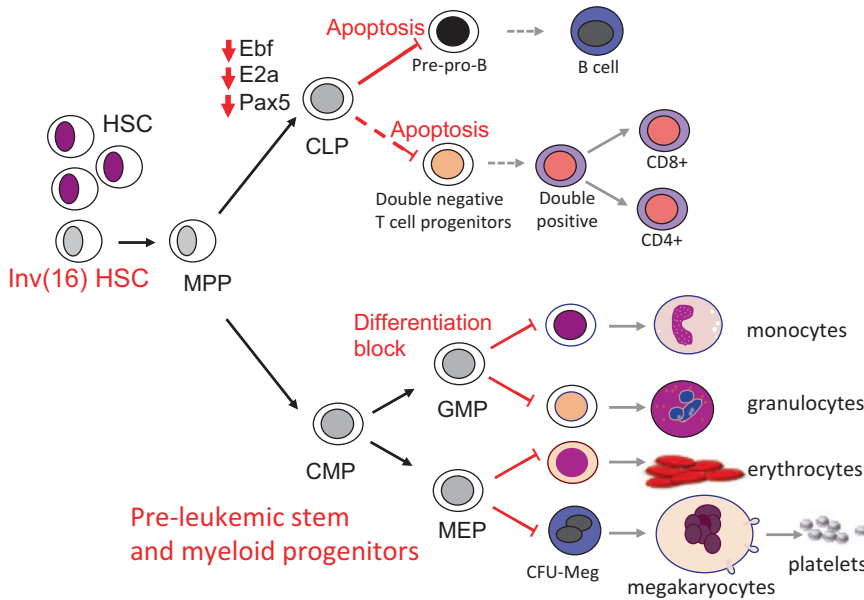 Ebf
E2a
Pax5
Apoptosis
Pre-pro-B
B cell
HSC
CLP
Apoptosis
Double negative
T cell progenitors
Double
positive
CD8+
CD4+
Inv(16) HSC
MPP
Differentiation
block
GMP
monocytes
granulocytes
CMP
MEP
erythrocytes
CFU-Meg
megakaryocytes
platelets
Pre-leukemic stem
and myeloid progenitors